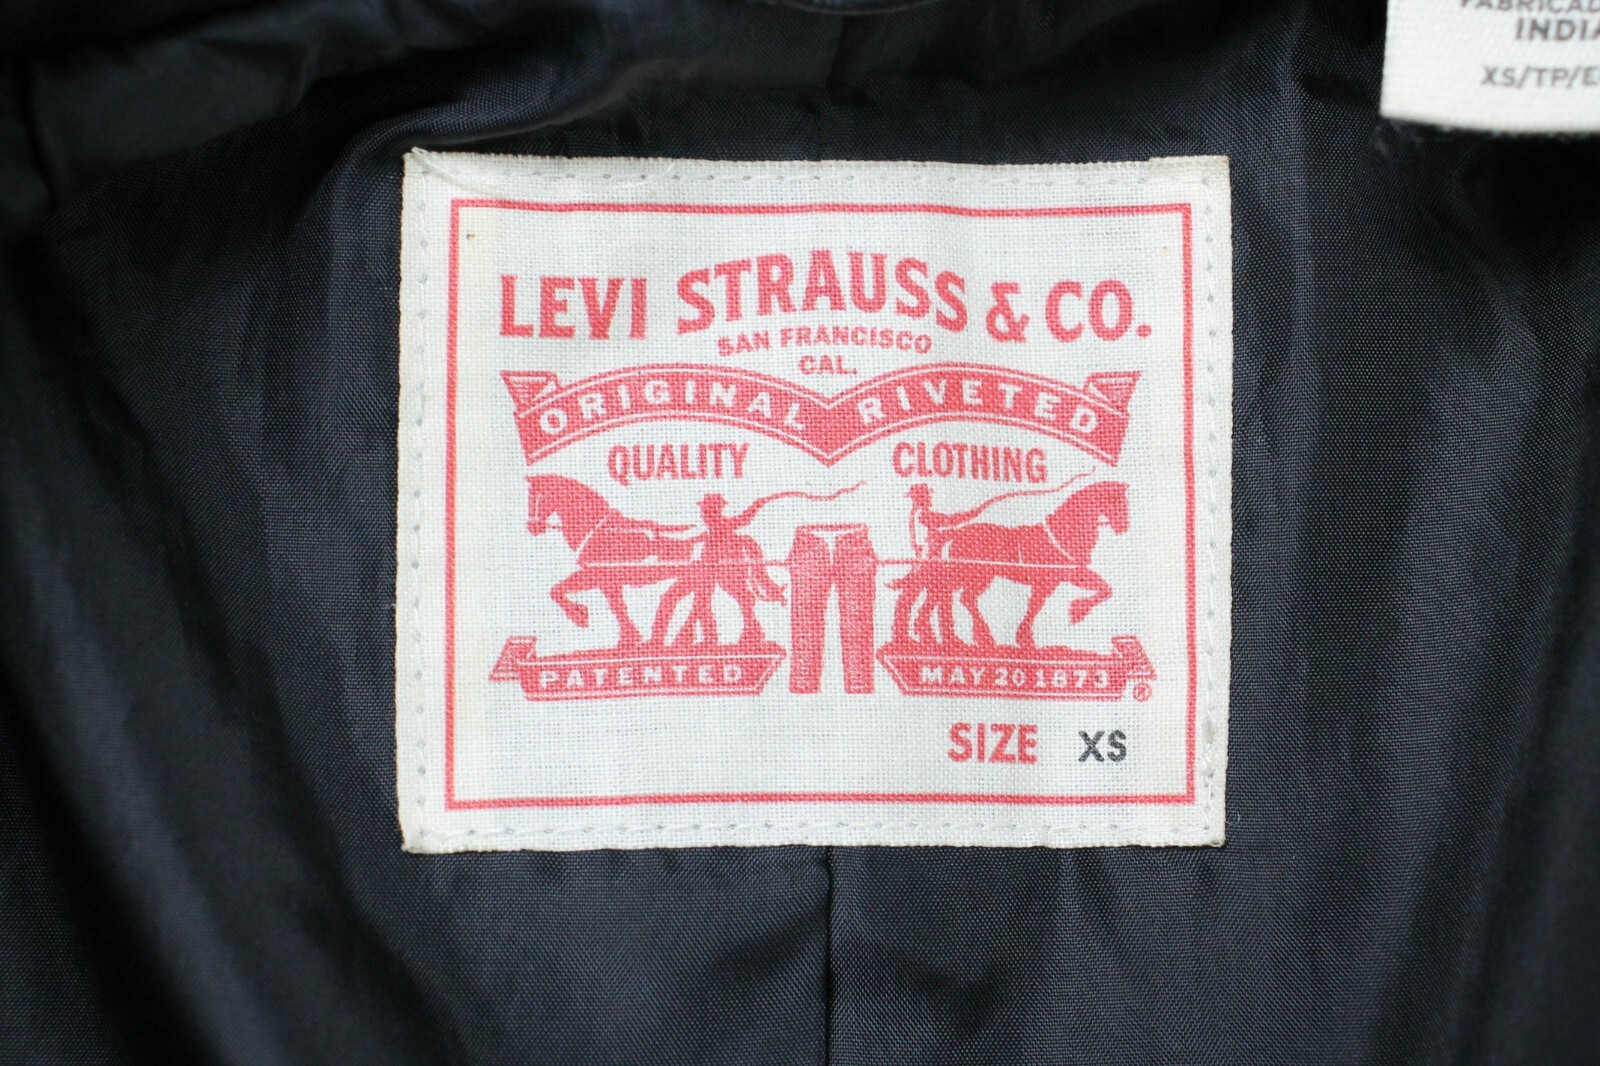 LEVI STRAUSS & CO.
SAN FRANCISCO
CAL.
ORIGINAL RIVETED
QUALITY CLOTHING
PATENTED MAY 20 1873
®
SIZE XS
INDIA
XS/TP/